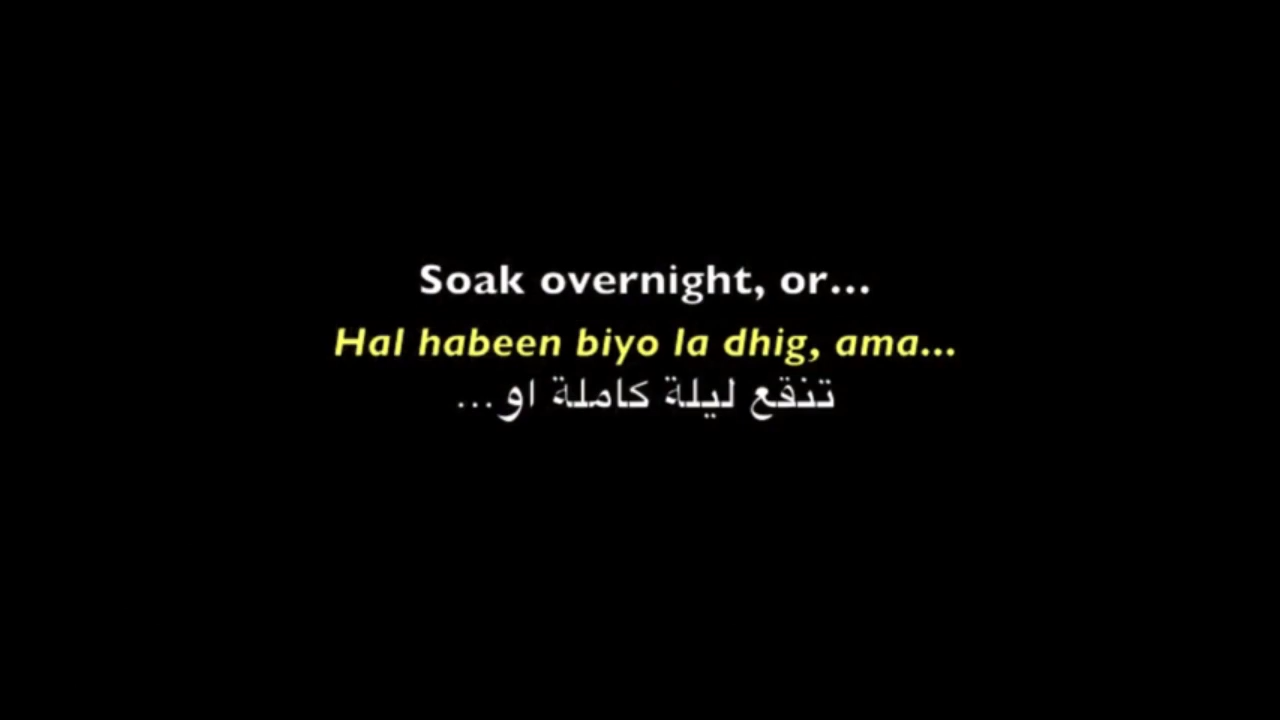 Soak overnight, or...
Hal habeen biyo la dhig, ama...
تنقع ليلة كاملة او...